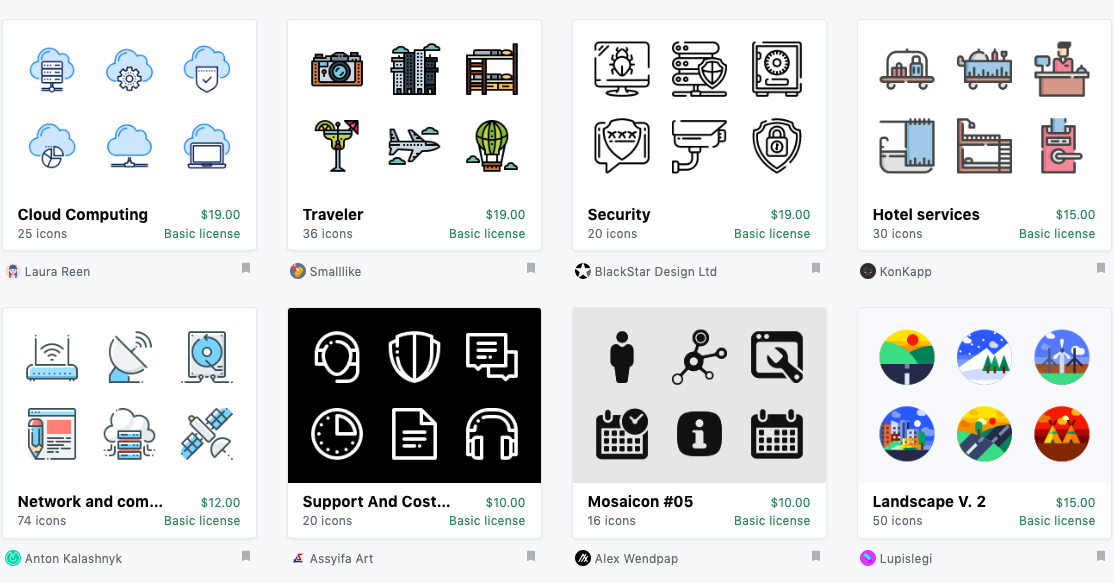 Cloud Computing $19.00
25 icons Basic license
Laura Reen
Traveler $19.00
36 icons Basic license
Smalllike
XXX
Security $19.00
20 icons Basic license
BlackStar Design Ltd
Hotel services $15.00
30 icons Basic license
KonKapp
Network and com... $12.00
74 icons Basic license
Anton Kalashnyk
Support And Cost... $10.00
20 icons Basic license
Assyifa Art
i
Mosaicon #05 $10.00
16 icons Basic license
Alex Wendpap
Landscape V. 2 $15.00
50 icons Basic license
Lupislegi